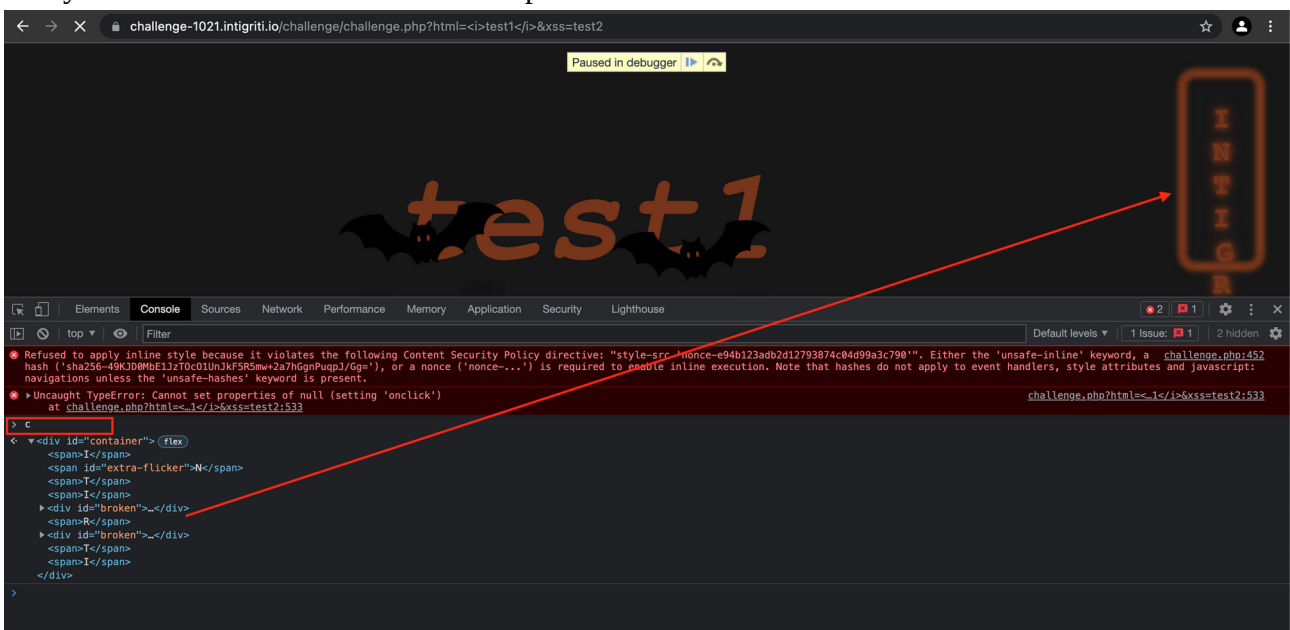 challenge-1021.intigriti.io/challenge/challenge.php?html=<i>test1</i>&xss=test2
Paused in debugger
I
N
T
I
G
R
test1
Elements Console Sources Network Performance Memory Application Security Lighthouse
2 1
top ▼ Filter Default levels ▼ 1 Issue: 1 2 hidden
Refused to apply inline style because it violates the following Content Security Policy directive: "style-src 'nonce-e94b123adb2d12793874c04d99a3c790'". Either the 'unsafe-inline' keyword, a challenge.php:452
hash ('sha256-49KJD0MbE1JzTOcO1UnJkF5R5mw+2a7hGgnPuqpJ/Gg='), or a nonce ('nonce-...') is required to enable inline execution. Note that hashes do not apply to event handlers, style attributes and javascript:
navigations unless the 'unsafe-hashes' keyword is present.
▶Uncaught TypeError: Cannot set properties of null (setting 'onclick') challenge.php?html=<…1</i>&xss=test2:533
at challenge.php?html=<…1</i>&xss=test2:533
> c
▼<div id="container"> flex
<span>I</span>
<span id="extra-flicker">N</span>
<span>T</span>
<span>I</span>
▶<div id="broken">…</div>
<span>R</span>
▶<div id="broken">…</div>
<span>T</span>
<span>I</span>
</div>
>